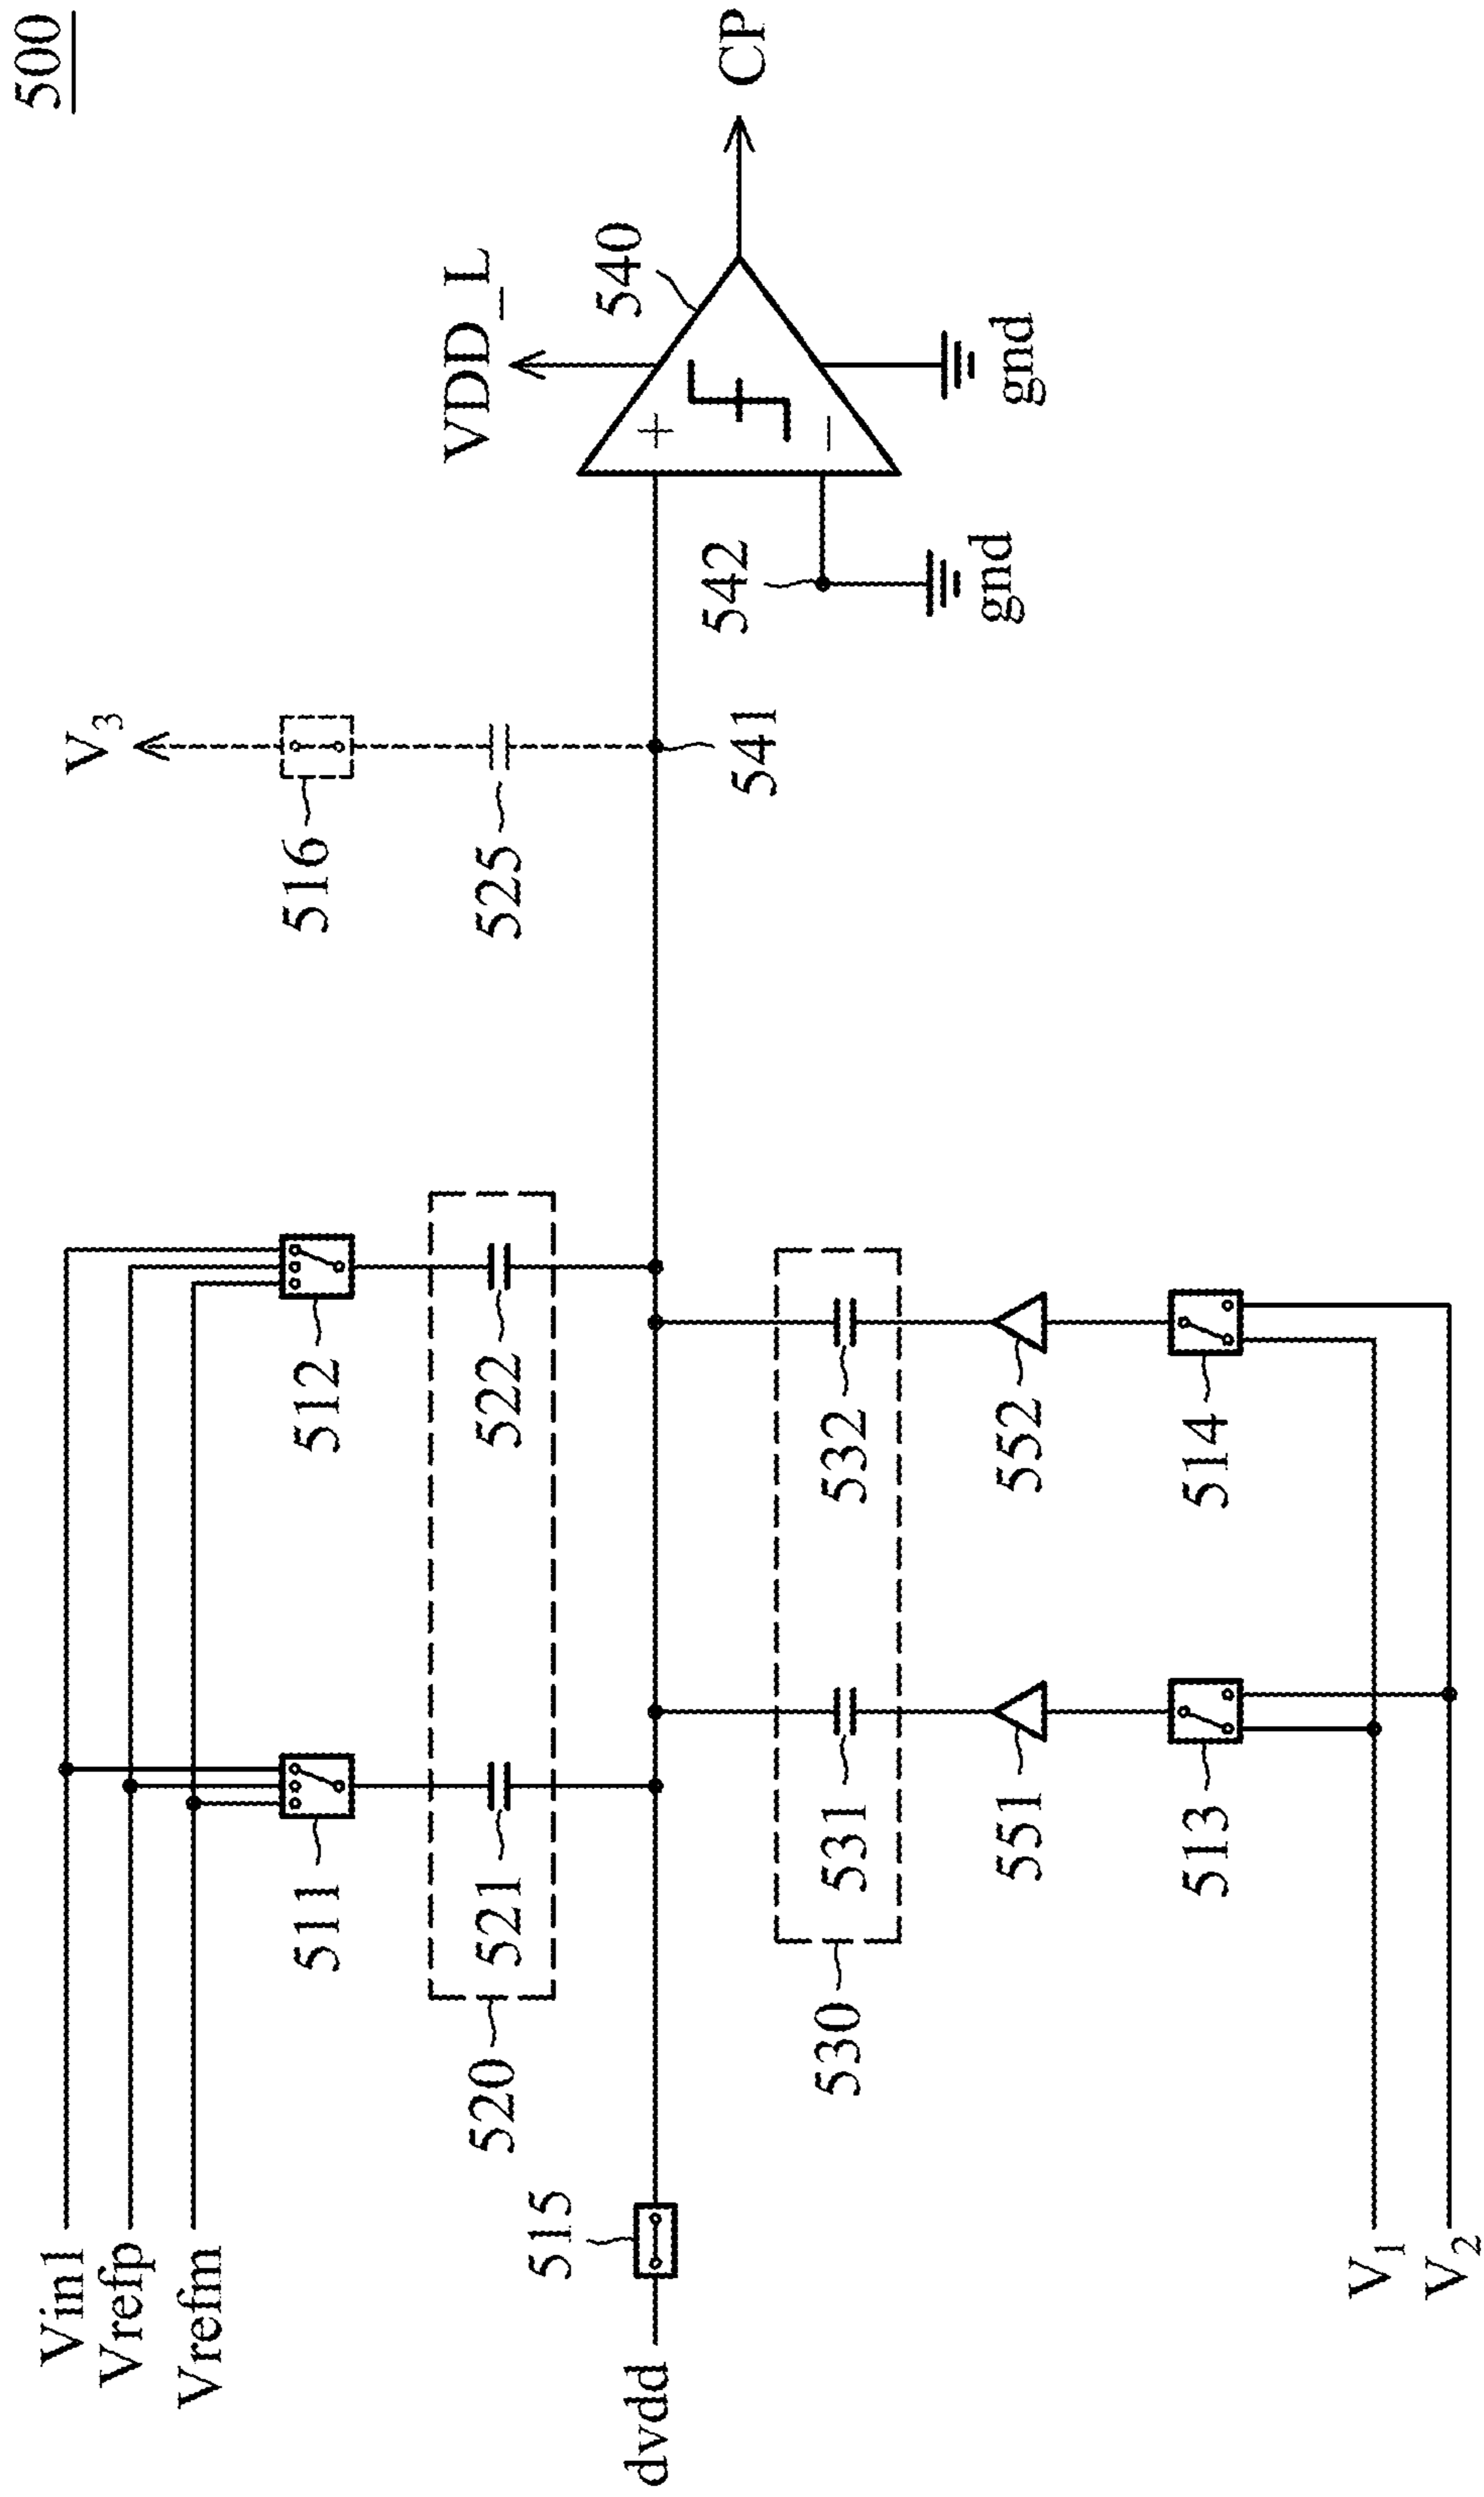 500
Vin1
Vrefp
Vrefm
V3
516
511
512
525
VDD_L
520
521
522
540
515
dvdd
541
542
CP
530
531
532
gnd
gnd
551
552
513
514
V1
V2
+
−